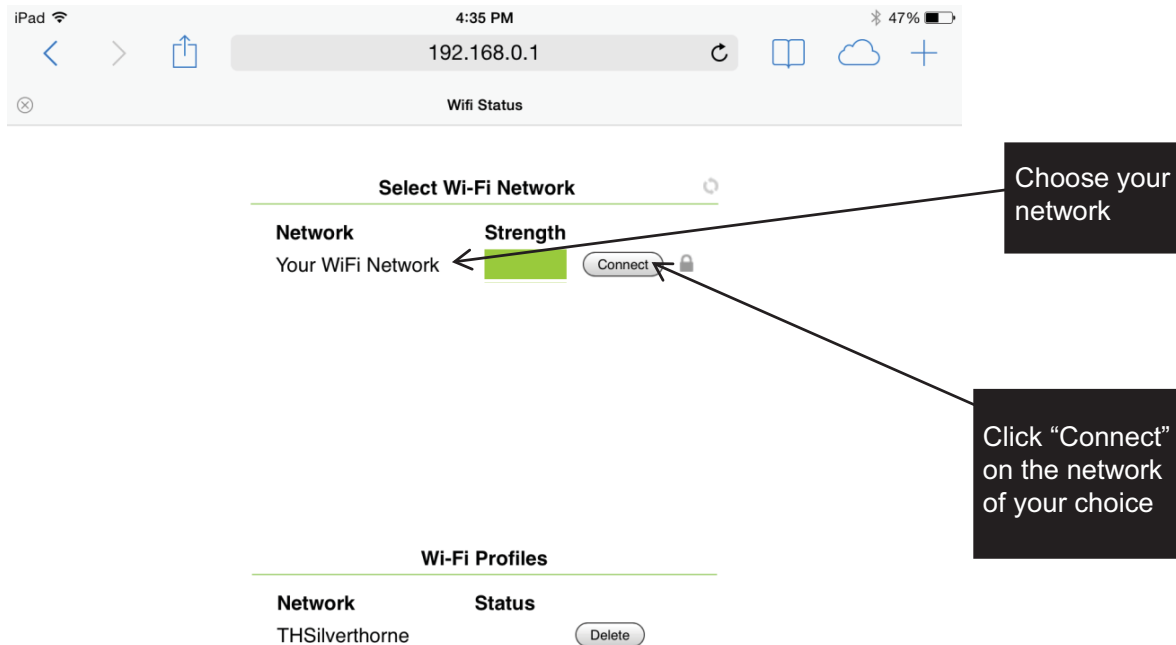 iPad 4:35 PM 47%
192.168.0.1
Wifi Status
Select Wi-Fi Network
Network Strength
Your WiFi Network Connect
Choose your
network
Click “Connect”
on the network
of your choice
Wi-Fi Profiles
Network Status
THSilverthorne Delete